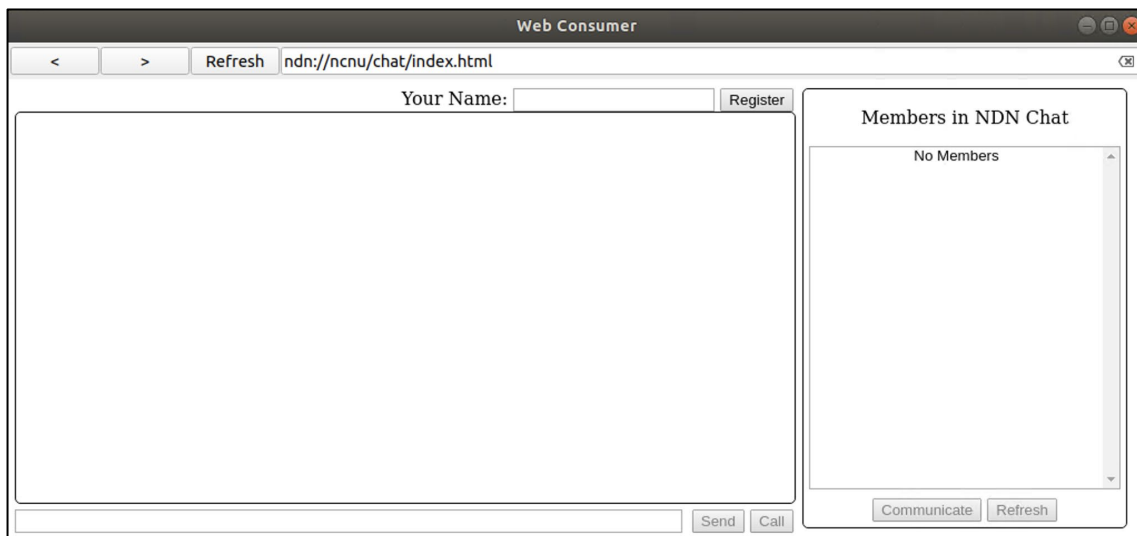 Web Consumer
< > Refresh ndn://ncnu/chat/index.html
Your Name: Register
Members in NDN Chat
No Members
Communicate Refresh
Send Call